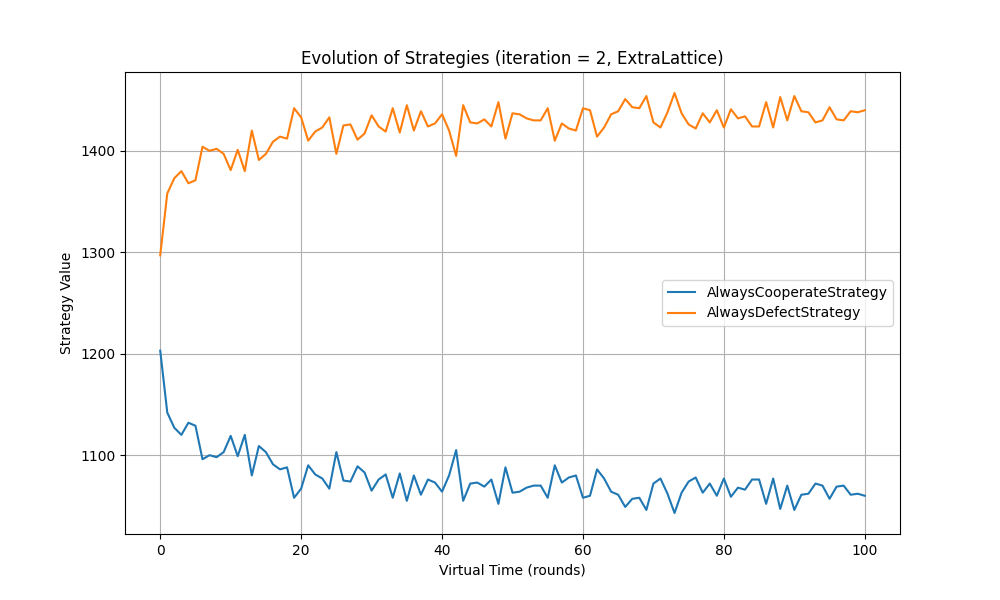 Evolution of Strategies (iteration = 2, ExtraLattice)
Strategy Value
1400
1300
1200
1100
AlwaysCooperateStrategy
AlwaysDefectStrategy
0 20 40 60 80 100
Virtual Time (rounds)